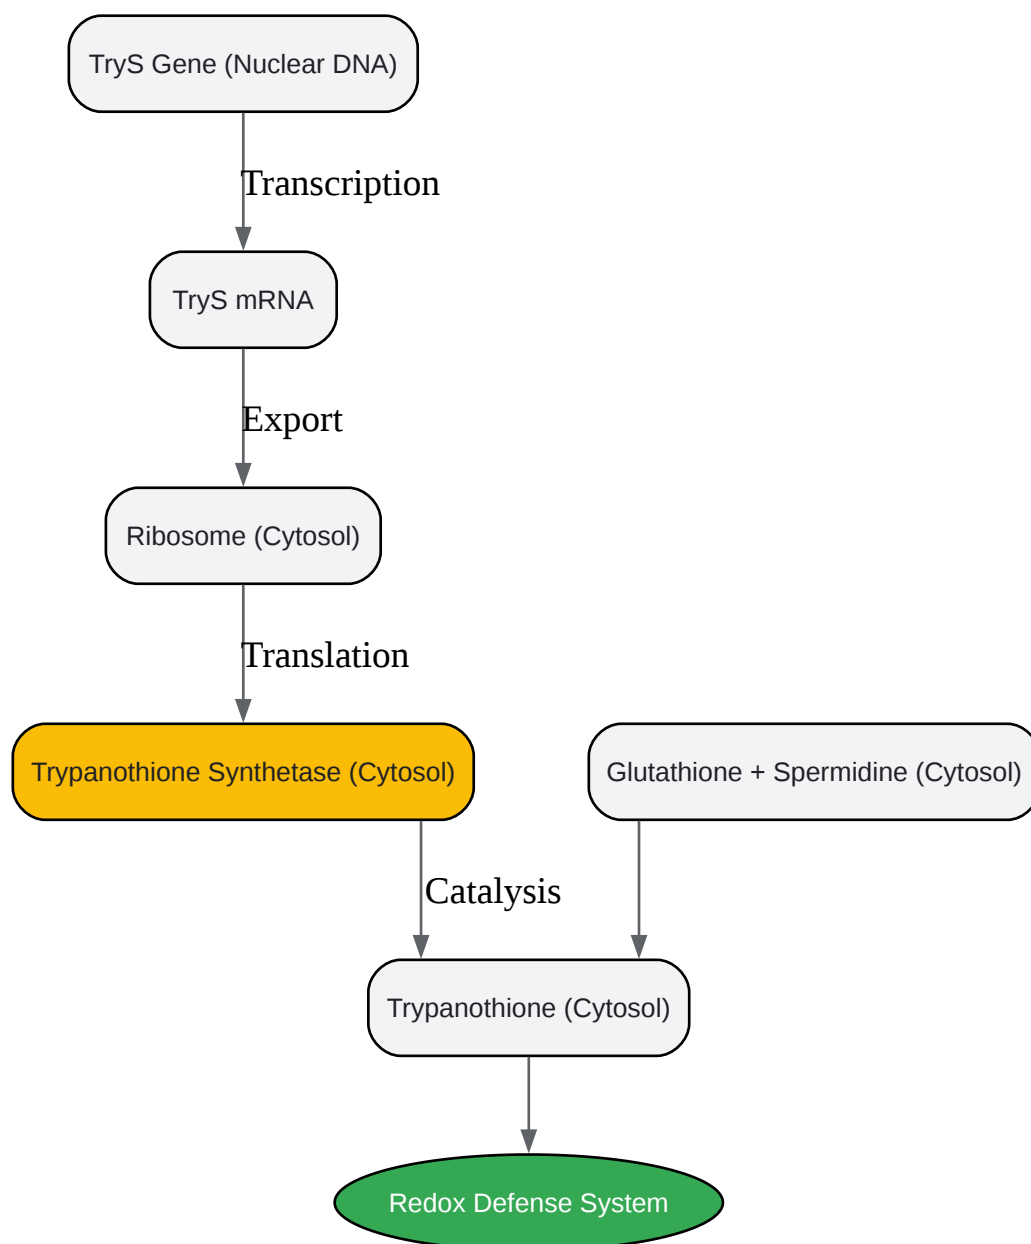 TryS Gene (Nuclear DNA)
Transcription
TryS mRNA
Export
Ribosome (Cytosol)
Translation
Trypanothione Synthetase (Cytosol)
Glutathione + Spermidine (Cytosol)
Catalysis
Trypanothione (Cytosol)
Redox Defense System